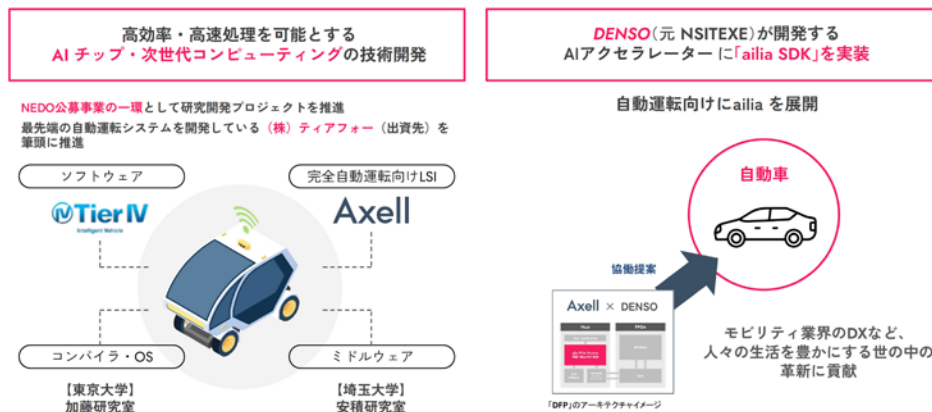 高効率・高速処理を可能とする
AI チップ・次世代コンピューティングの技術開発
NEDO公募事業の一環として研究開発プロジェクトを推進
最先端の自動運転システムを開発している（株）ティアフォー（出資先）を
筆頭に推進
ソフトウェア
完全自動運転向けLSI
TierⅣ
Intelligent Vehicle
Axell
コンパイラ・OS
ミドルウェア
【東京大学】
加藤研究室
【埼玉大学】
安積研究室
DENSO（元 NSITEXE）が開発する
AIアクセラレーター に「ailia SDK」を実装
自動運転向けにailia を展開
自動車
協働提案
Axell × DENSO
Host
FPGA
「DFP」のアーキテクチャイメージ
モビリティ業界のDXなど、
人々の生活を豊かにする世の中の
革新に貢献